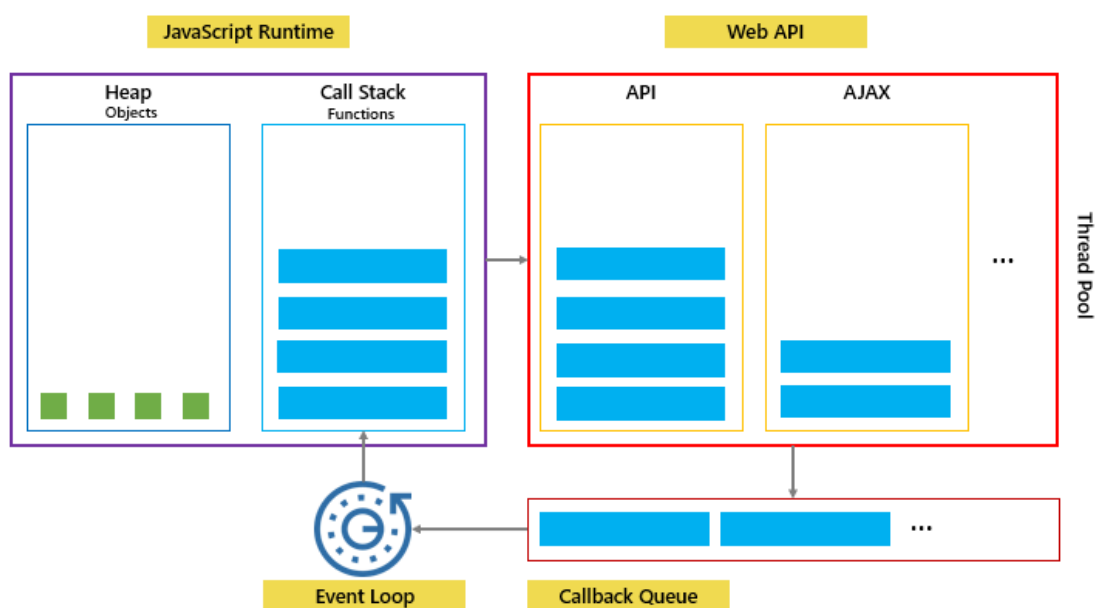 JavaScript Runtime
Web API
Heap
Objects
Call Stack
Functions
API
AJAX
...
Thread Pool
...
Event Loop
Callback Queue